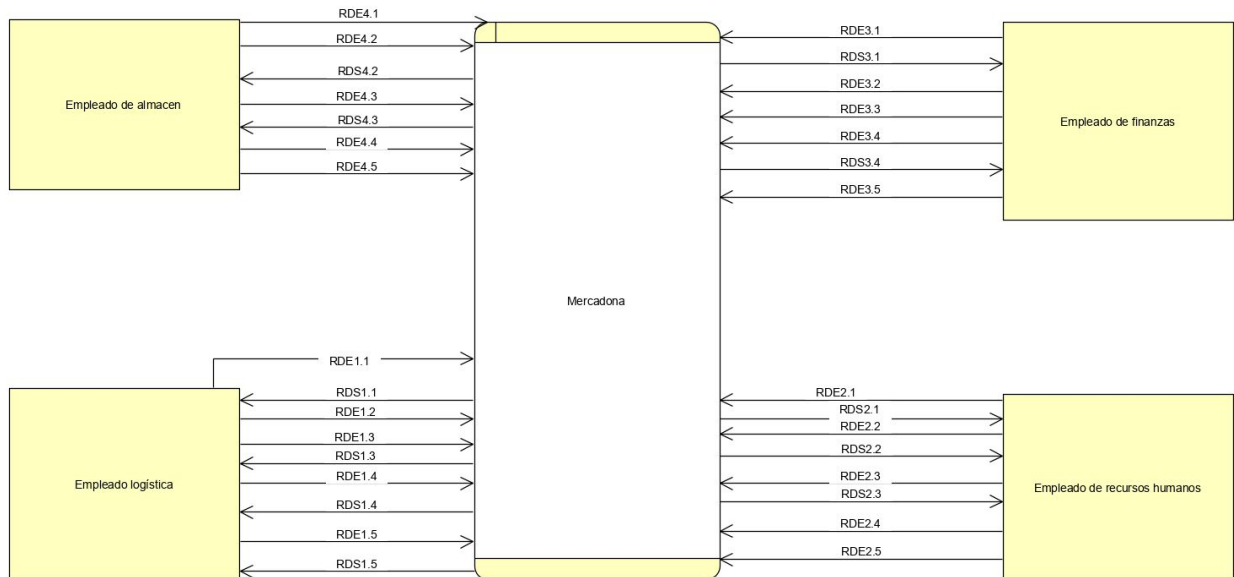 RDE4.1
RDE4.2
RDS4.2
RDE4.3
RDS4.3
RDE4.4
RDE4.5
Empleado de almacen
RDE3.1
RDS3.1
RDE3.2
RDE3.3
RDE3.4
RDS3.4
RDE3.5
Empleado de finanzas
Mercadona
RDE1.1
RDS1.1
RDE1.2
RDE1.3
RDS1.3
RDE1.4
RDS1.4
RDE1.5
RDS1.5
Empleado logística
RDE2.1
RDS2.1
RDE2.2
RDS2.2
RDE2.3
RDS2.3
RDE2.4
RDE2.5
Empleado de recursos humanos